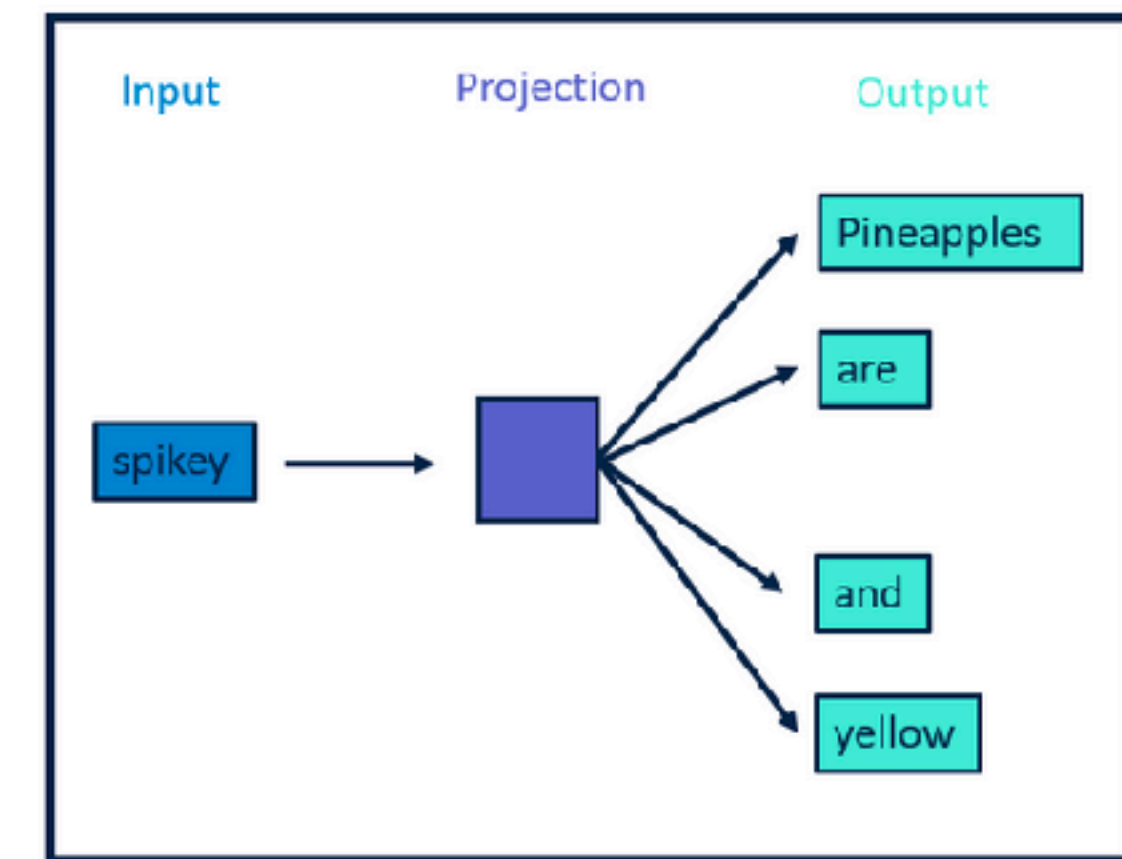 Input
Projection
Output
Pineapples
are
spikey
and
yellow